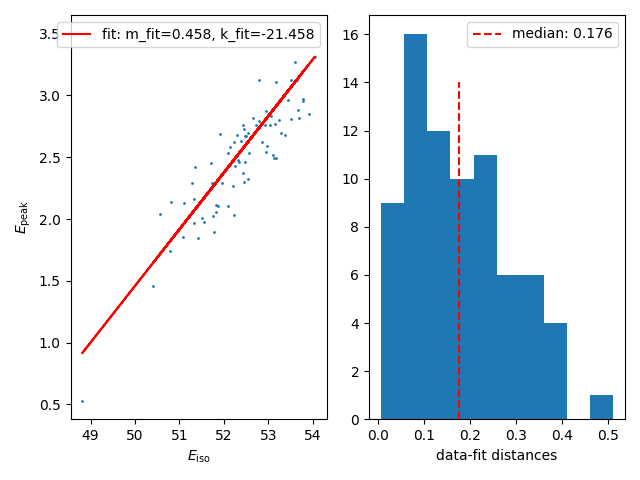 fit: m_fit=0.458, k_fit=-21.458
3.5
3.0
2.5
2.0
1.5
1.0
0.5
E_peak
49 50 51 52 53 54
E_iso
median: 0.176
16
14
12
10
8
6
4
2
0
0.0 0.1 0.2 0.3 0.4 0.5
data-fit distances